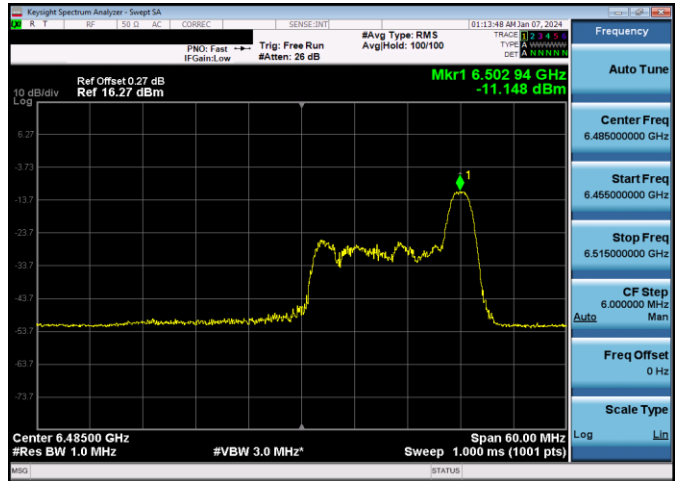 Keysight Spectrum Analyzer - Swept SA
R T RF 50 Ω AC CORREC SENSE:INT 01:13:48 AM Jan 07, 2024
#Avg Type: RMS TRACE 1 2 3 4 5 6
PNO: Fast Trig: Free Run Avg|Hold: 100/100 TYPE A WWWWW
IFGain:Low #Atten: 26 dB DET A N N N N N
Frequency
Auto Tune
Center Freq
6.485000000 GHz
Start Freq
6.455000000 GHz
Stop Freq
6.515000000 GHz
CF Step
6.000000 MHz
Auto Man
Freq Offset
0 Hz
Scale Type
Log Lin
Mkr1 6.502 94 GHz
Ref Offset 0.27 dB
10 dB/div Ref 16.27 dBm -11.148 dBm
Log
6.27
-3.73
1
-13.7
-23.7
-33.7
-43.7
-53.7
-63.7
-73.7
Center 6.48500 GHz Span 60.00 MHz
#Res BW 1.0 MHz #VBW 3.0 MHz* Sweep 1.000 ms (1001 pts)
MSG STATUS